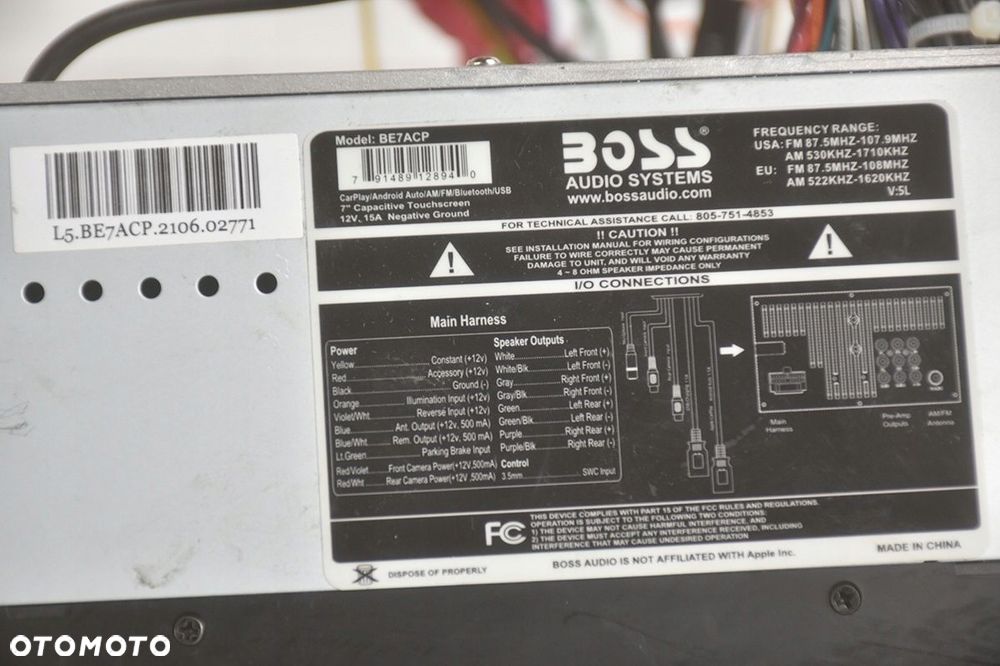 L5.BE7ACP.2106.02771
Model: BE7ACP
7 91489 12894 0
CarPlay/Android Auto/AM/FM/Bluetooth/USB
7" Capacitive Touchscreen
12V, 15A Negative Ground
BOSS®
AUDIO SYSTEMS
www.bossaudio.com
FREQUENCY RANGE:
USA: FM 87.5MHZ-107.9MHZ
AM 530KHZ-1710KHZ
EU: FM 87.5MHZ-108MHZ
AM 522KHZ-1620KHZ
V:5L
FOR TECHNICAL ASSISTANCE CALL: 805-751-4853
!! CAUTION !!
SEE INSTALLATION MANUAL FOR WIRING CONFIGURATIONS
FAILURE TO WIRE CORRECTLY MAY CAUSE PERMANENT
DAMAGE TO UNIT, AND WILL VOID ANY WARRANTY
4 ~ 8 OHM SPEAKER IMPEDANCE ONLY
I/O CONNECTIONS
Main Harness
Power
Yellow Constant (+12v)
Red Accessory (+12v)
Black Ground (-)
Orange Illumination Input (+12v)
Violet/Wht Reverse Input (+12v)
Blue Ant. Output (+12v, 500 mA)
Blue/Wht Rem. Output (+12v, 500 mA)
Lt.Green Parking Brake Input
Red/Violet Front Camera Power(+12V,500mA)
Red/Wht Rear Camera Power(+12V ,500mA)
Speaker Outputs
White Left Front (+)
White/Blk Left Front (-)
Gray Right Front (+)
Gray/Blk Right Front (-)
Green Left Rear (+)
Green/Blk Left Rear (-)
Purple Right Rear (+)
Purple/Blk Right Rear (-)
Control
3.5mm SWC Input
Main
Harness
Pre-Amp
Outputs
AM/FM
Antenna
FC
THIS DEVICE COMPLIES WITH PART 15 OF THE FCC RULES AND REGULATIONS.
OPERATION IS SUBJECT TO THE FOLLOWING TWO CONDITIONS:
1) THE DEVICE MAY NOT CAUSE HARMFUL INTERFERENCE, AND
2) THE DEVICE MUST ACCEPT ANY INTERFERENCE RECEIVED, INCLUDING
INTERFERENCE THAT MAY CAUSE UNDESIRED OPERATION
DISPOSE OF PROPERLY
BOSS AUDIO IS NOT AFFILIATED WITH Apple Inc.
MADE IN CHINA
OTOMOTO